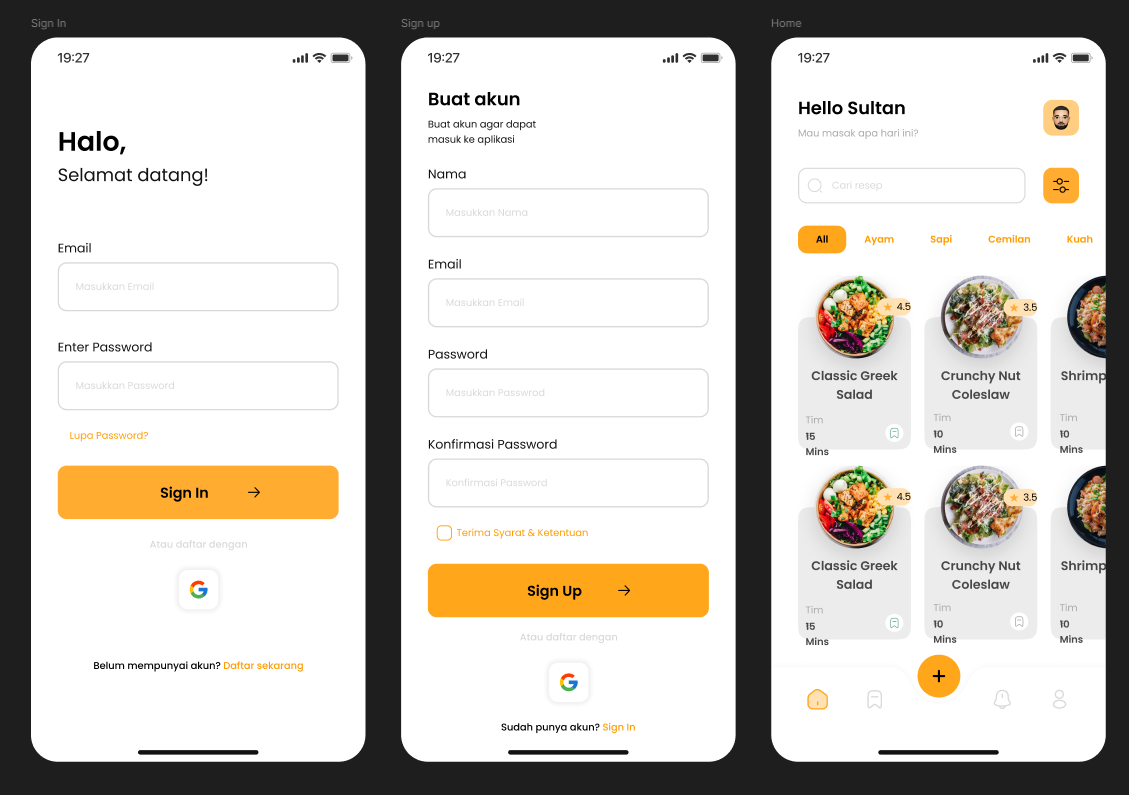 Sign In
19:27
Halo,
Selamat datang!
Email
Masukkan Email
Enter Password
Masukkan Password
Lupa Password?
Sign In
Atau daftar dengan
Belum mempunyai akun? Daftar sekarang
Sign up
19:27
Buat akun
Buat akun agar dapat
masuk ke aplikasi
Nama
Masukkan Nama
Email
Masukkan Email
Password
Masukkan Passwrod
Konfirmasi Password
Konfirmasi Password
Terima Syarat & Ketentuan
Sign Up
Atau daftar dengan
Sudah punya akun? Sign In
Home
19:27
Hello Sultan
Mau masak apa hari ini?
Cari resep
All Ayam Sapi Cemilan Kuah
4.5
Classic Greek
Salad
Tim
15
Mins
3.5
Crunchy Nut
Coleslaw
Tim
10
Mins
Shrimp
Tim
10
Mins
4.5
Classic Greek
Salad
Tim
15
Mins
3.5
Crunchy Nut
Coleslaw
Tim
10
Mins
Shrimp
Tim
10
Mins